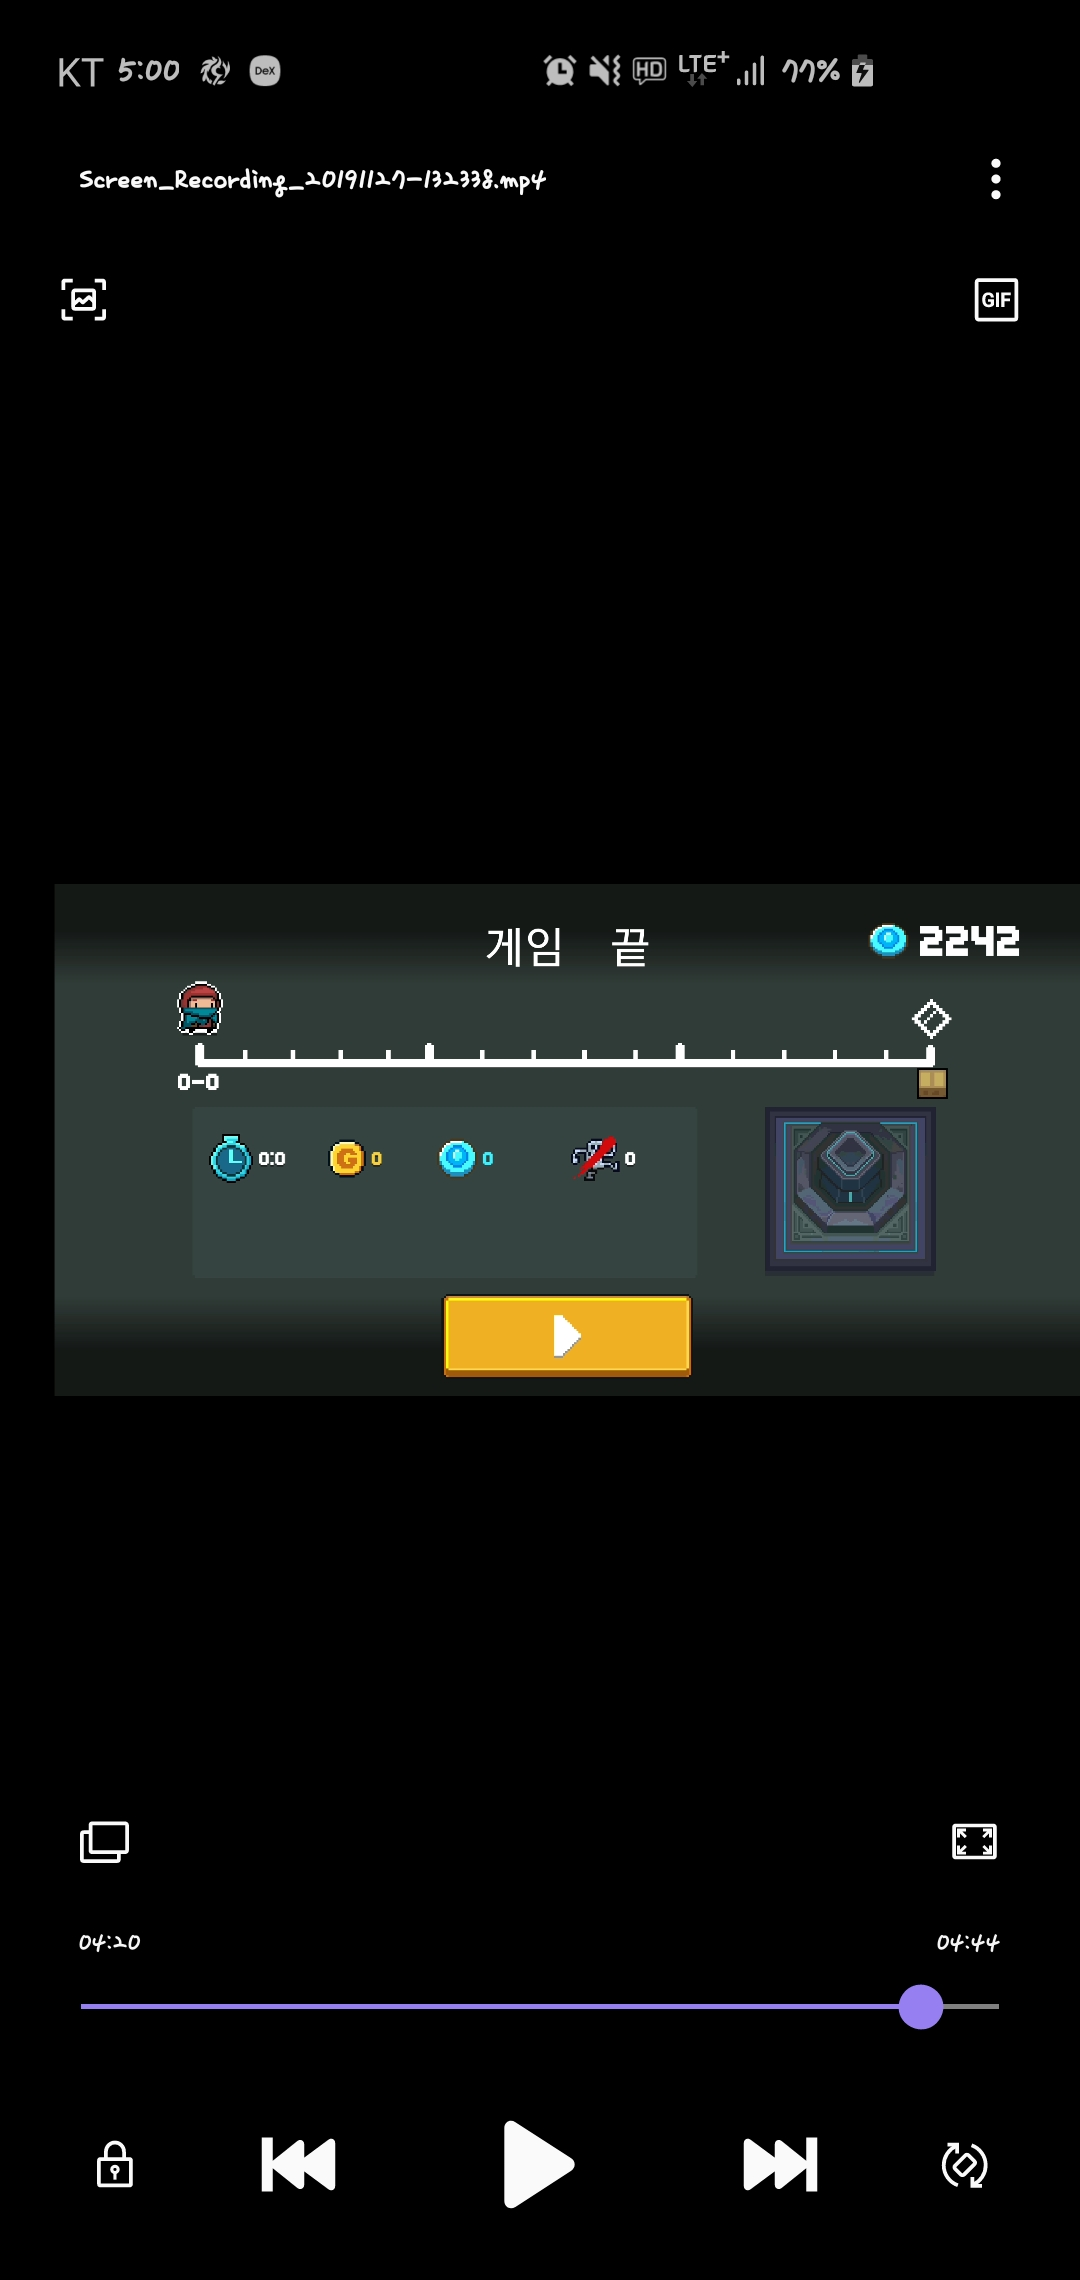 KT 5:00 DeX HD LTE+ 77%
Screen_Recording_20191127-132338.mp4
GIF
게임 끝 2242
0-0
0:0 G 0 0 0
04:20 04:44